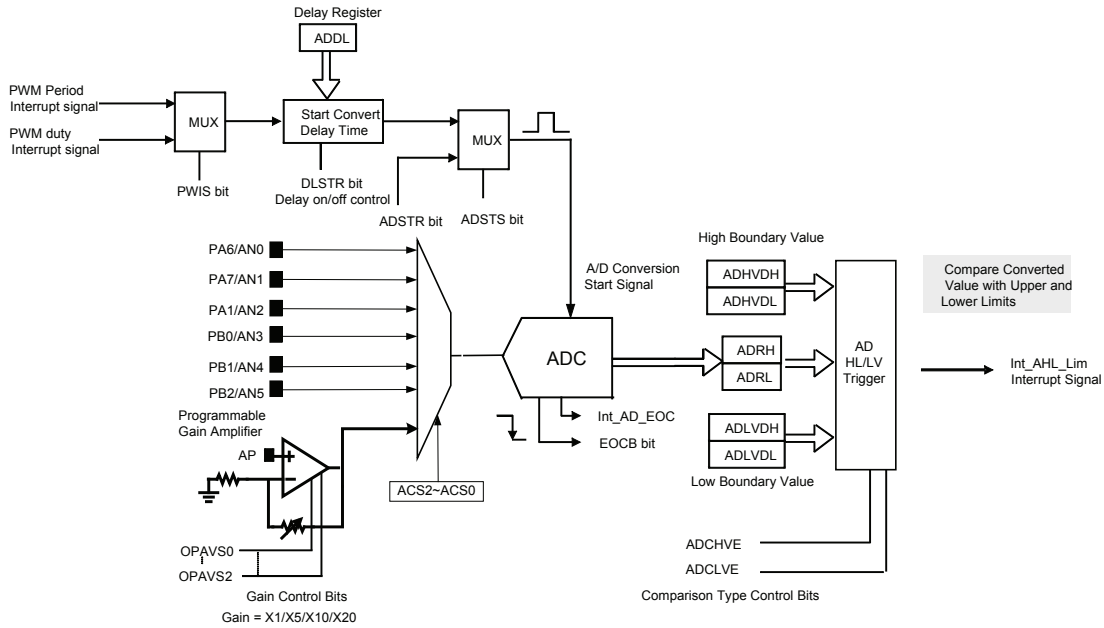 Delay Register
ADDL
PWM Period
Interrupt signal
PWM duty
Interrupt signal
MUX
Start Convert
Delay Time
MUX
PWIS bit
DLSTR bit
Delay on/off control
ADSTR bit
ADSTS bit
PA6/AN0
PA7/AN1
PA1/AN2
PB0/AN3
PB1/AN4
PB2/AN5
Programmable
Gain Amplifier
AP
+
−
ACS2~ACS0
OPAVS0
OPAVS2
Gain Control Bits
Gain = X1/X5/X10/X20
A/D Conversion
Start Signal
ADC
Int_AD_EOC
EOCB bit
High Boundary Value
ADHVDH
ADHVDL
ADRH
ADRL
ADLVDH
ADLVDL
Low Boundary Value
AD
HL/LV
Trigger
Compare Converted
Value with Upper and
Lower Limits
Int_AHL_Lim
Interrupt Signal
ADCHVE
ADCLVE
Comparison Type Control Bits